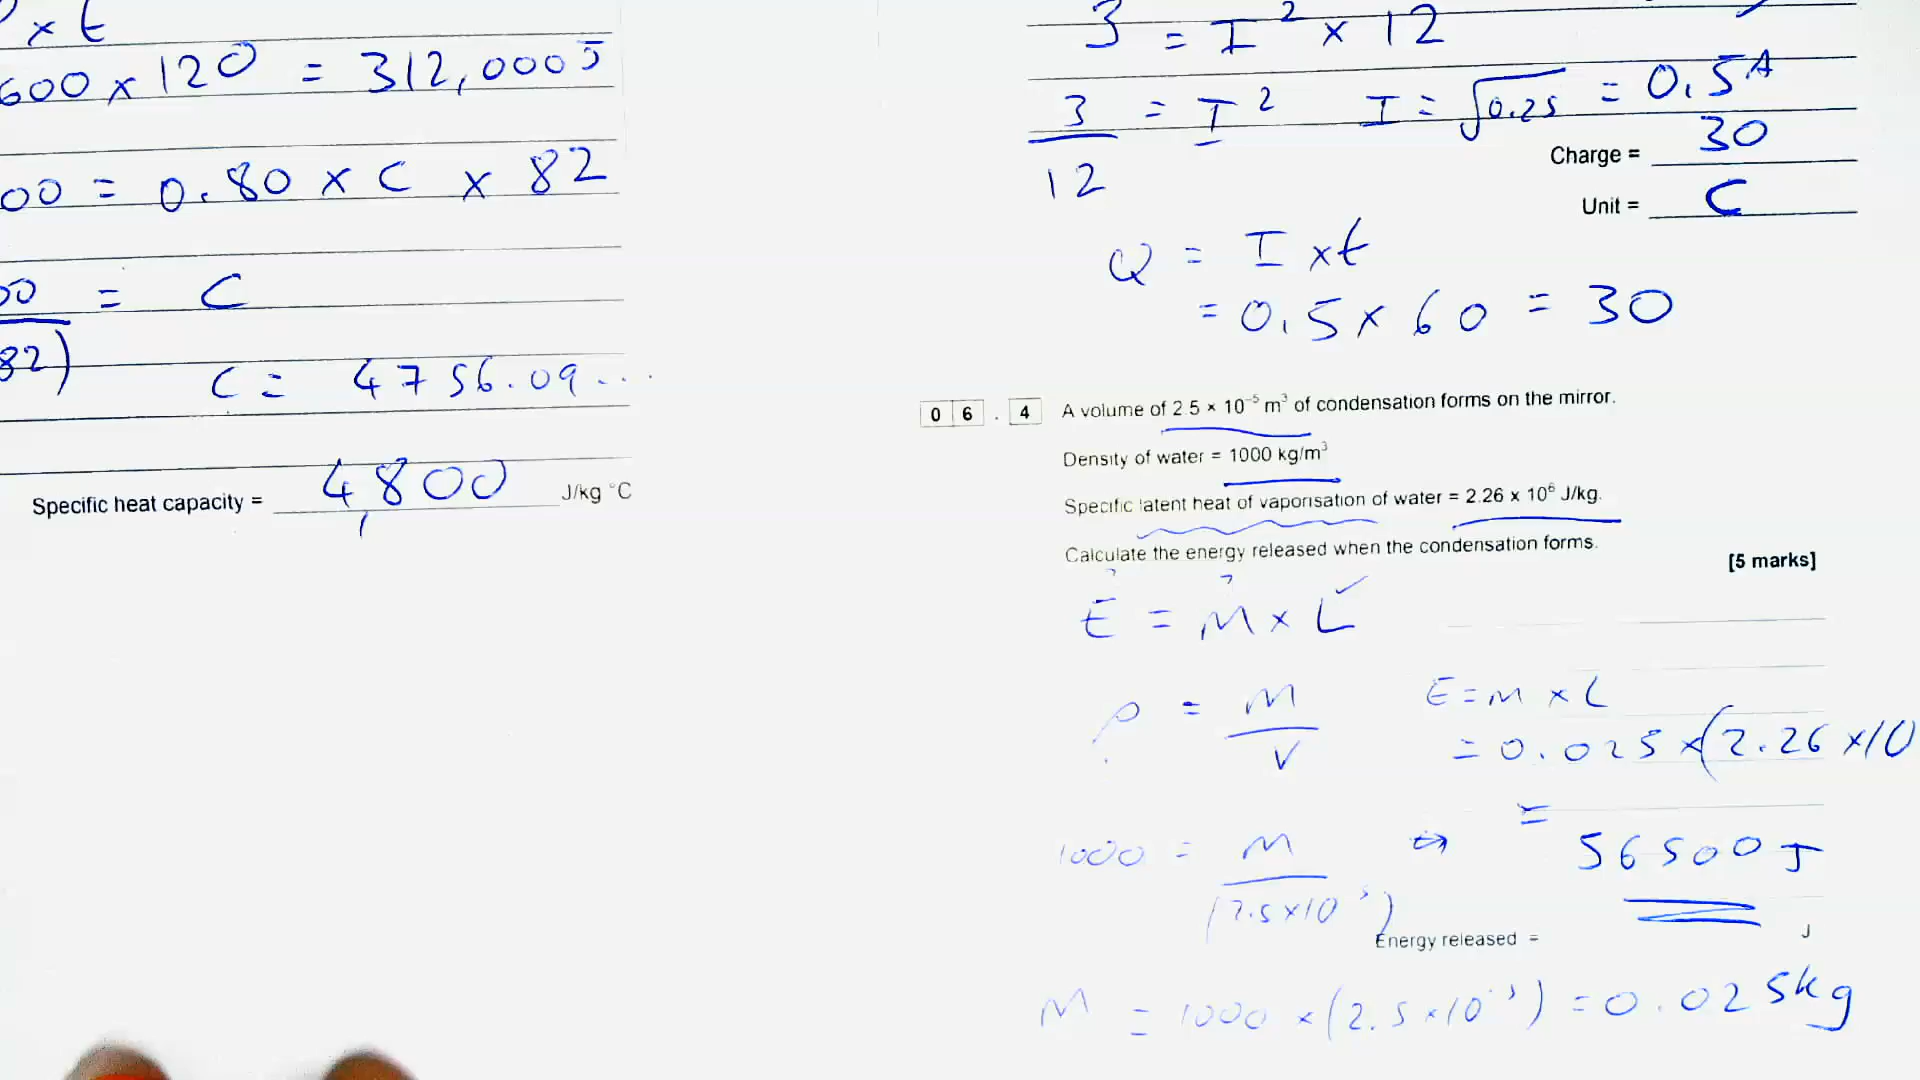 x t
600 x 120 = 312,000J
00 = 0.80 x C x 82
00 = C
82)
C = 4756.09...
4800
Specific heat capacity = J/kg °C
3 = I² x 12
3/12 = I² I = √0.25 = 0.5A
Charge = 30
Unit = C
Q = I x t
= 0.5 x 60 = 30
0 6 . 4 A volume of 2.5 × 10⁻⁵ m³ of condensation forms on the mirror.
Density of water = 1000 kg/m³
Specific latent heat of vaporisation of water = 2.26 x 10⁶ J/kg.
Calculate the energy released when the condensation forms.
[5 marks]
? ? ✓
E = M x L
ρ = M/V
E = M x L
= 0.025 x (2.26 x 10
=
1000 = M/(2.5x10⁻⁵) ⇔
56500 J
Energy released = J
M = 1000 x (2.5 x 10⁻⁵) = 0.025kg